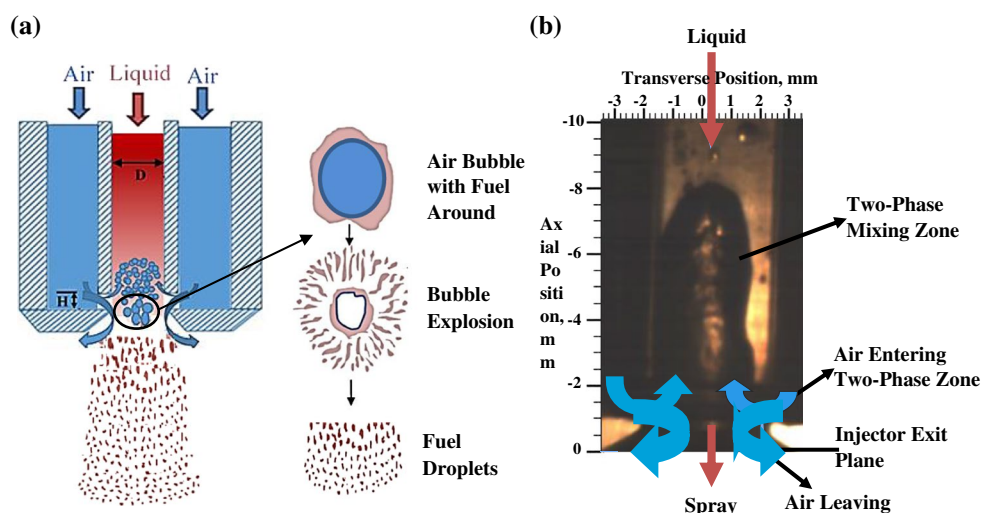 (a)
Air Liquid Air
D
H
Air Bubble
with Fuel
Around
Bubble
Explosion
Fuel
Droplets
(b)
Liquid
Transverse Position, mm
-3 -2 -1 0 1 2 3
-10
-8
-6
-4
-2
0
Ax
ial
Po
siti
on,
m
m
Two-Phase
Mixing Zone
Air Entering
Two-Phase Zone
Injector Exit
Plane
Air Leaving
Spray